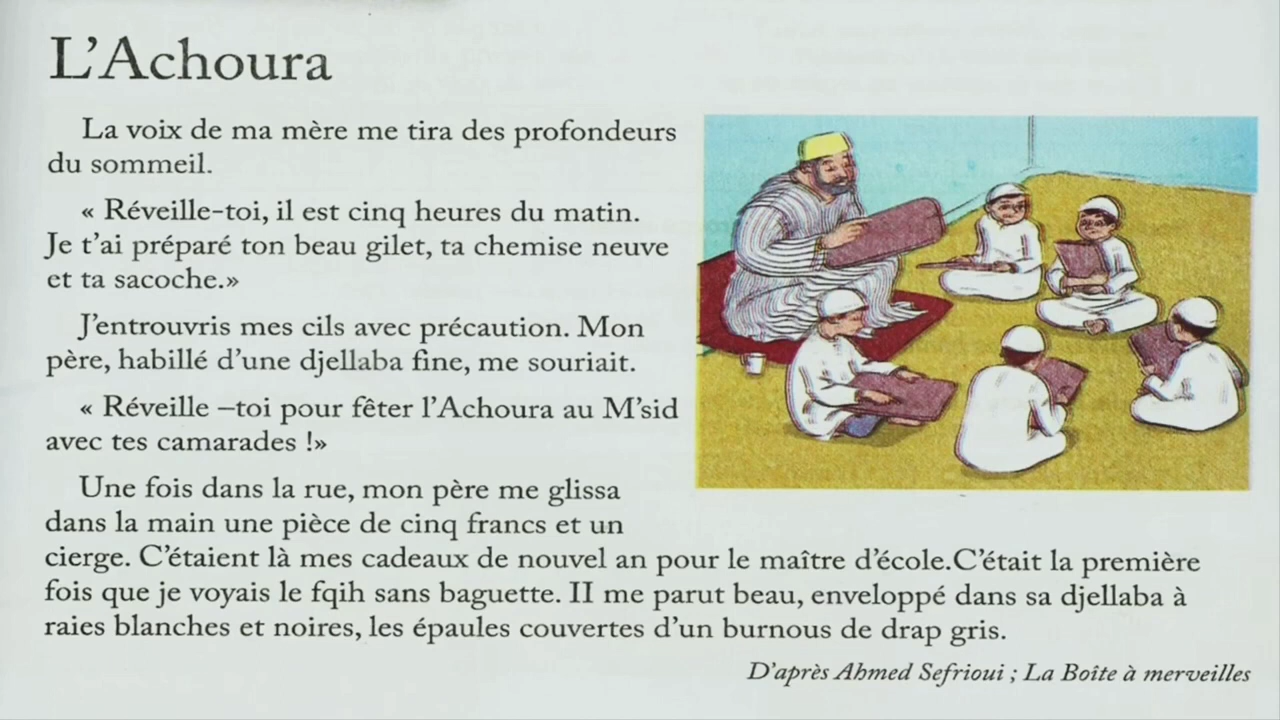 L'Achoura
La voix de ma mère me tira des profondeurs
du sommeil.
« Réveille-toi, il est cinq heures du matin.
Je t'ai préparé ton beau gilet, ta chemise neuve
et ta sacoche.»
J'entrouvris mes cils avec précaution. Mon
père, habillé d'une djellaba fine, me souriait.
« Réveille –toi pour fêter l'Achoura au M'sid
avec tes camarades !»
Une fois dans la rue, mon père me glissa
dans la main une pièce de cinq francs et un
cierge. C'étaient là mes cadeaux de nouvel an pour le maître d'école.C'était la première
fois que je voyais le fqih sans baguette. II me parut beau, enveloppé dans sa djellaba à
raies blanches et noires, les épaules couvertes d'un burnous de drap gris.
D'après Ahmed Sefrioui ; La Boîte à merveilles